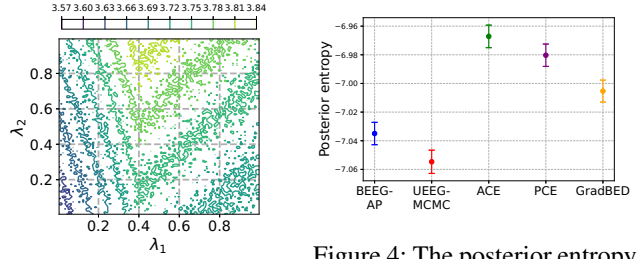 3.57 3.60 3.63 3.66 3.69 3.72 3.75 3.78 3.81 3.84
λ2
0.8
0.6
0.4
0.2
0.2 0.4 0.6 0.8
λ1
Posterior entropy
−6.96
−6.98
−7.00
−7.02
−7.04
−7.06
BEEG-AP
UEEG-MCMC
ACE
PCE
GradBED
Figure 4: The posterior entropy